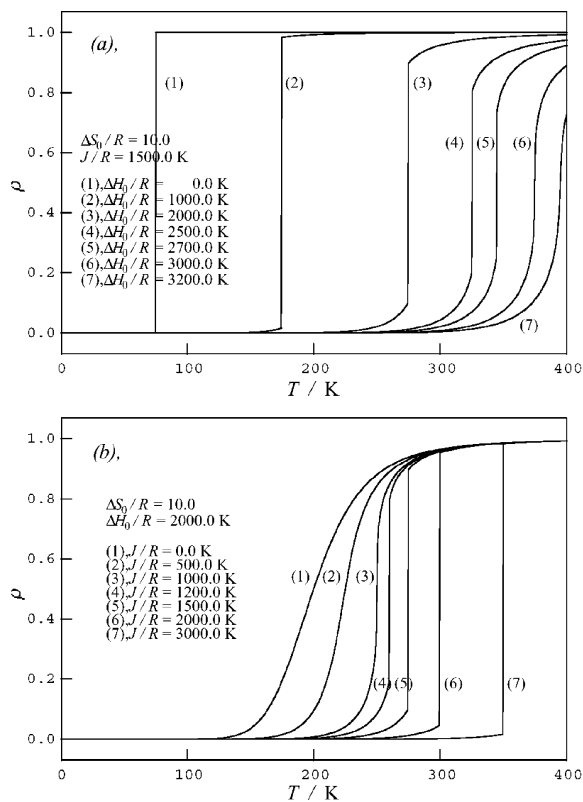 (a),
1.0
0.8
0.6
0.4
0.2
0.0
ρ
ΔS₀/R = 10.0
J/R = 1500.0 K
(1),ΔH₀/R = 0.0 K
(2),ΔH₀/R = 1000.0 K
(3),ΔH₀/R = 2000.0 K
(4),ΔH₀/R = 2500.0 K
(5),ΔH₀/R = 2700.0 K
(6),ΔH₀/R = 3000.0 K
(7),ΔH₀/R = 3200.0 K
(1) (2) (3) (4) (5) (6) (7)
0 100 200 300 400
T / K
(b),
1.0
0.8
0.6
0.4
0.2
0.0
ρ
ΔS₀/R = 10.0
ΔH₀/R = 2000.0 K
(1),J/R = 0.0 K
(2),J/R = 500.0 K
(3),J/R = 1000.0 K
(4),J/R = 1200.0 K
(5),J/R = 1500.0 K
(6),J/R = 2000.0 K
(7),J/R = 3000.0 K
(1) (2) (3) (4) (5) (6) (7)
0 100 200 300 400
T / K